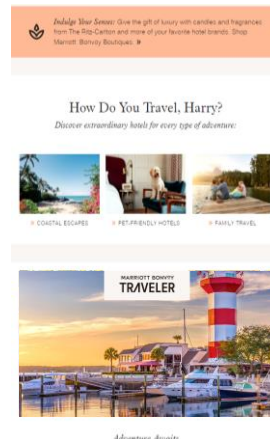 Indulge Your Senses: Give the gift of luxury with candles and fragrances
from The Ritz-Carlton and more of your favorite hotel brands. Shop
Marriott Bonvoy Boutiques. »
How Do You Travel, Harry?
Discover extraordinary hotels for every type of adventure:
» COASTAL ESCAPES
» PET-FRIENDLY HOTELS
» FAMILY TRAVEL
MARRIOTT BONVOY
TRAVELER
Adventure Awaits